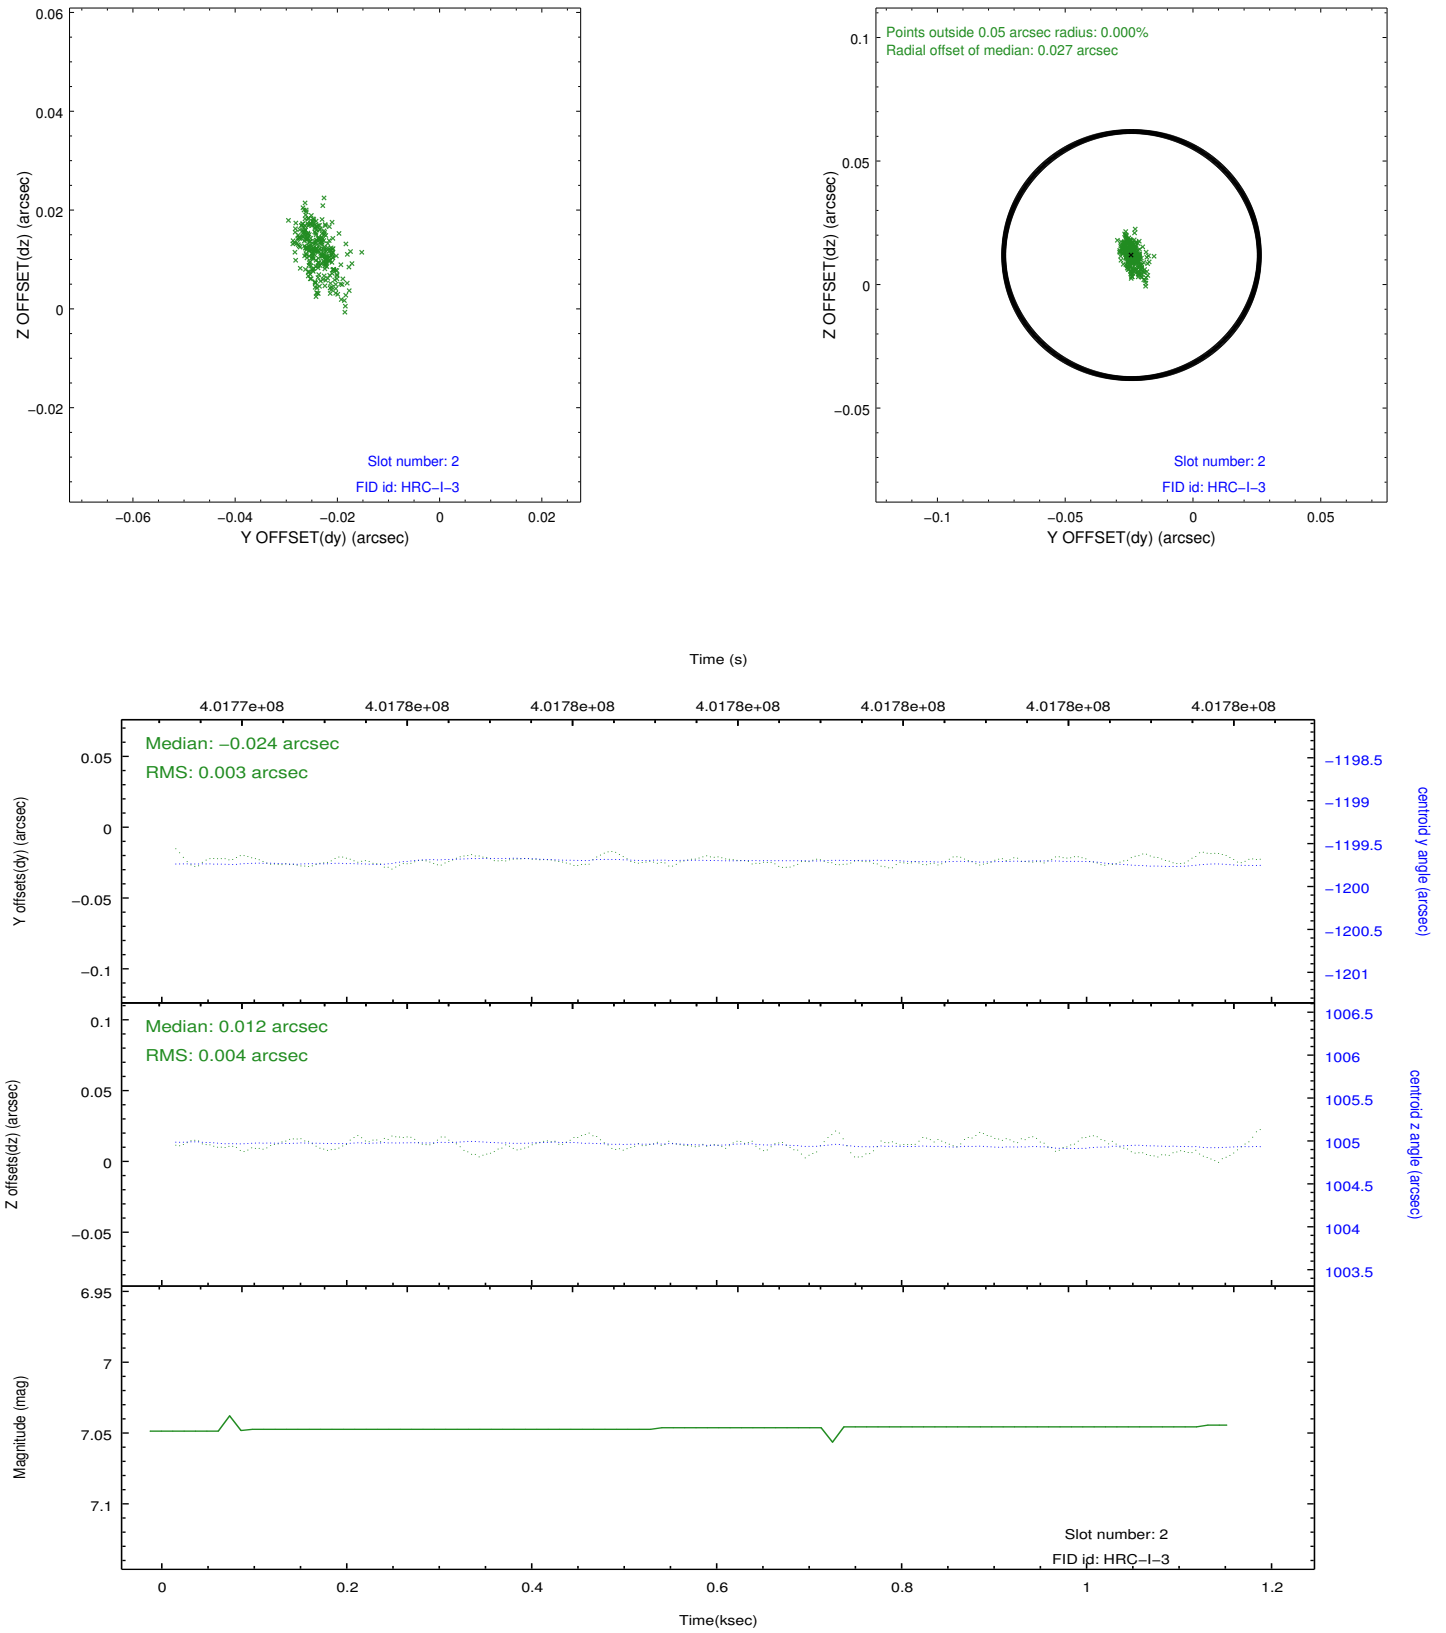 0.06
0.04
0.02
0
−0.02
Z OFFSET(dz) (arcsec)
Slot number: 2
FID id: HRC−I−3
−0.06 −0.04 −0.02 0 0.02
Y OFFSET(dy) (arcsec)
Points outside 0.05 arcsec radius: 0.000%
Radial offset of median: 0.027 arcsec
0.1
0.05
0
−0.05
Z OFFSET(dz) (arcsec)
Slot number: 2
FID id: HRC−I−3
−0.1 −0.05 0 0.05
Y OFFSET(dy) (arcsec)
Time (s)
4.0177e+08 4.0178e+08 4.0178e+08 4.0178e+08 4.0178e+08 4.0178e+08 4.0178e+08
Median: −0.024 arcsec
RMS: 0.003 arcsec
0.05
0
−0.05
−0.1
Y offsets(dy) (arcsec)
−1198.5
−1199
−1199.5
−1200
−1200.5
−1201
centroid y angle (arcsec)
Median: 0.012 arcsec
RMS: 0.004 arcsec
0.1
0.05
0
−0.05
Z offsets(dz) (arcsec)
1006.5
1006
1005.5
1005
1004.5
1004
1003.5
centroid z angle (arcsec)
6.95
7
7.05
7.1
Magnitude (mag)
Slot number: 2
FID id: HRC−I−3
0 0.2 0.4 0.6 0.8 1 1.2
Time(ksec)